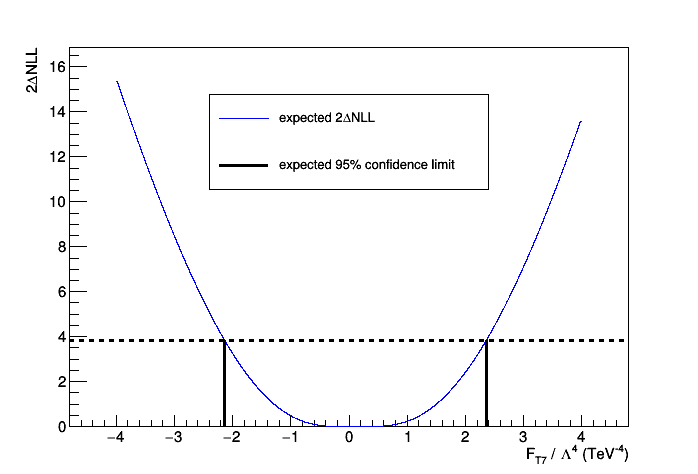 2ΔNLL
16
14
12
10
8
6
4
2
0
expected 2ΔNLL
expected 95% confidence limit
−4 −3 −2 −1 0 1 2 3 4
F_T7 / Λ^4 (TeV^-4)